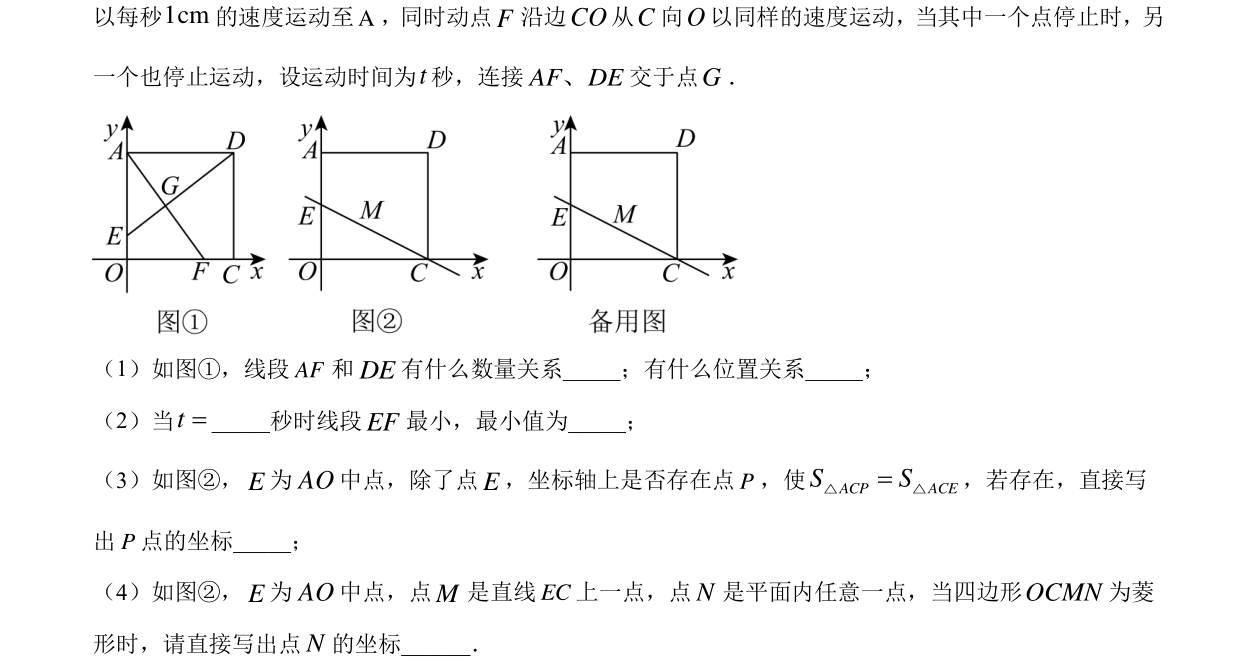 以每秒1cm的速度运动至A，同时动点F沿边CO从C向O以同样的速度运动，当其中一个点停止时，另
一个也停止运动，设运动时间为t秒，连接AF、DE交于点G．
y A D G E O F C x
y A D E M O C x
y A D E M O C x
图① 图② 备用图
（1）如图①，线段AF和DE有什么数量关系_____；有什么位置关系_____；
（2）当t=_____秒时线段EF最小，最小值为_____；
（3）如图②，E为AO中点，除了点E，坐标轴上是否存在点P，使S△ACP=S△ACE，若存在，直接写
出P点的坐标_____；
（4）如图②，E为AO中点，点M是直线EC上一点，点N是平面内任意一点，当四边形OCMN为菱
形时，请直接写出点N的坐标______．